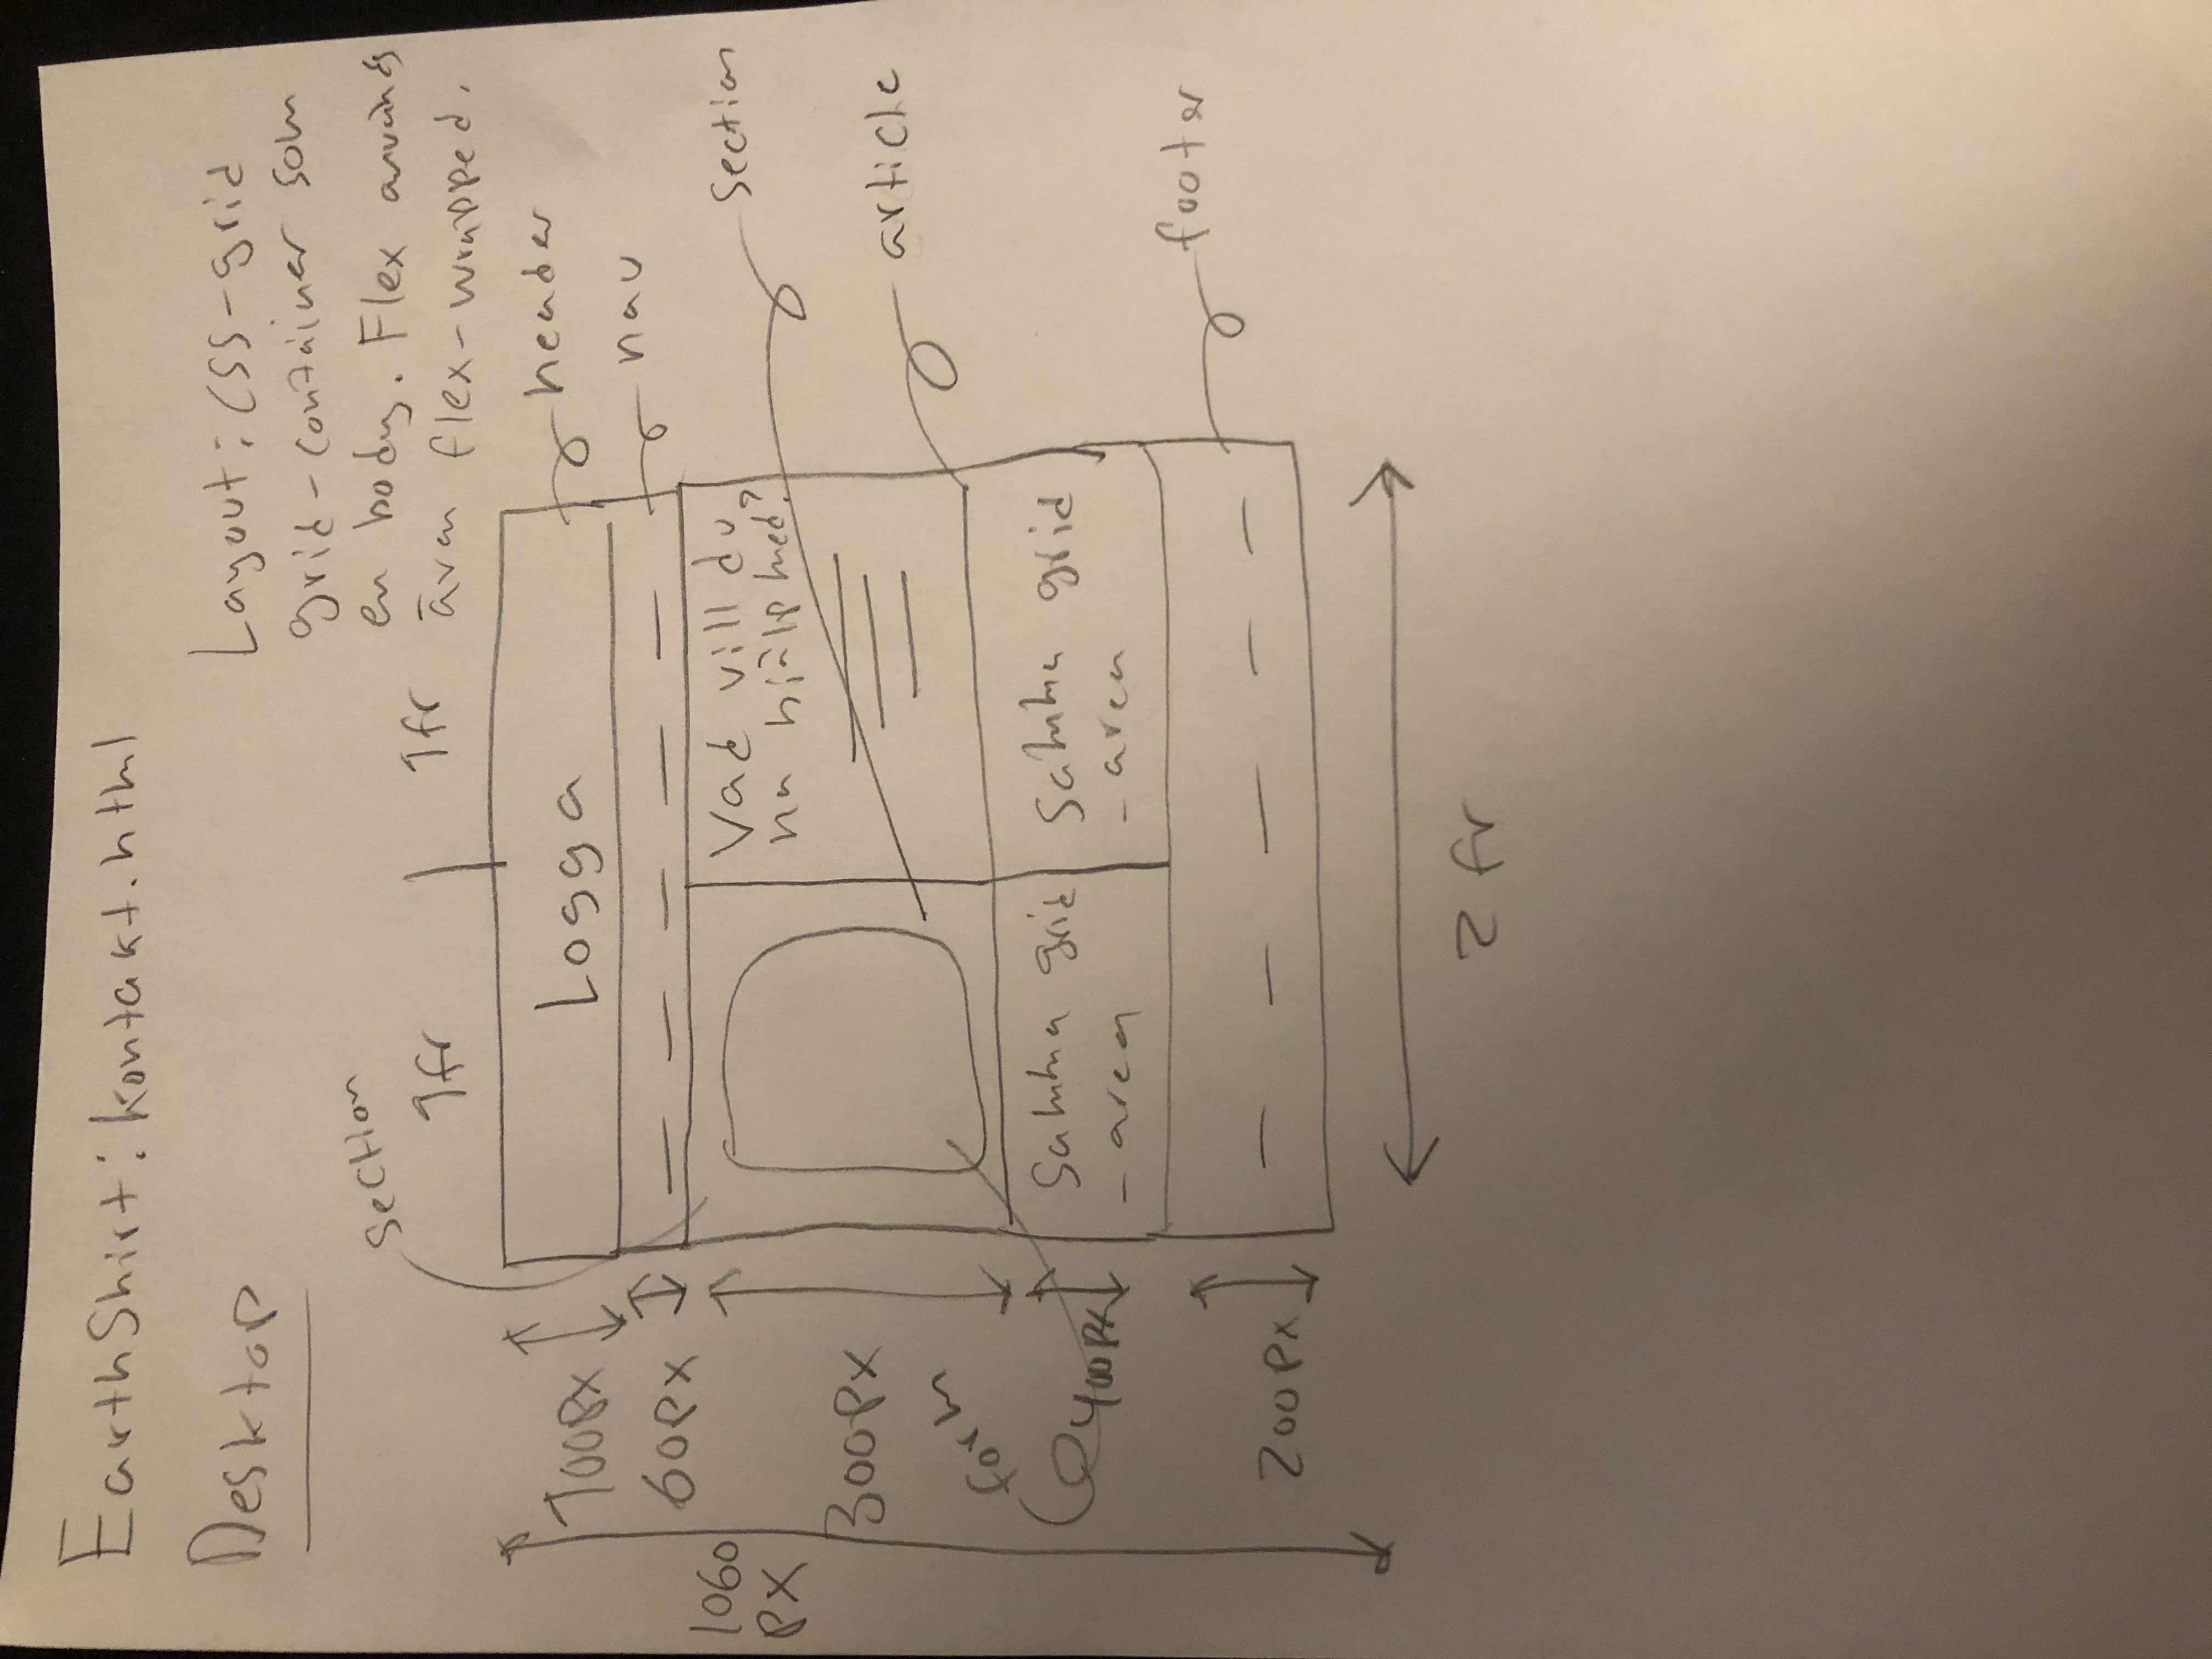 EarthShirt: kontakt.html
Desktop
Layout: CSS-grid
grid-container som
en body. Flex används
även flex-wrapped.
section
1fr
1fr
Logga
header
100px
nav
60px
1060
px
Vad vill du
na hjälp med?
section
300px
article
form
Samma grid
-area
Samma grid
-area
400px
footer
200px
2 fr